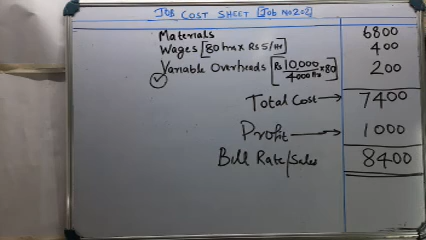 JOB COST SHEET [JOB NO 202]
Materials 6800
Wages [80 hrs x Rs 5/Hr] 400
Variable Overheads [Rs 10,000/4000 Hrs x 80] 200
Total Cost → 7400
Profit → 1000
Bill Rate/Sales 8400